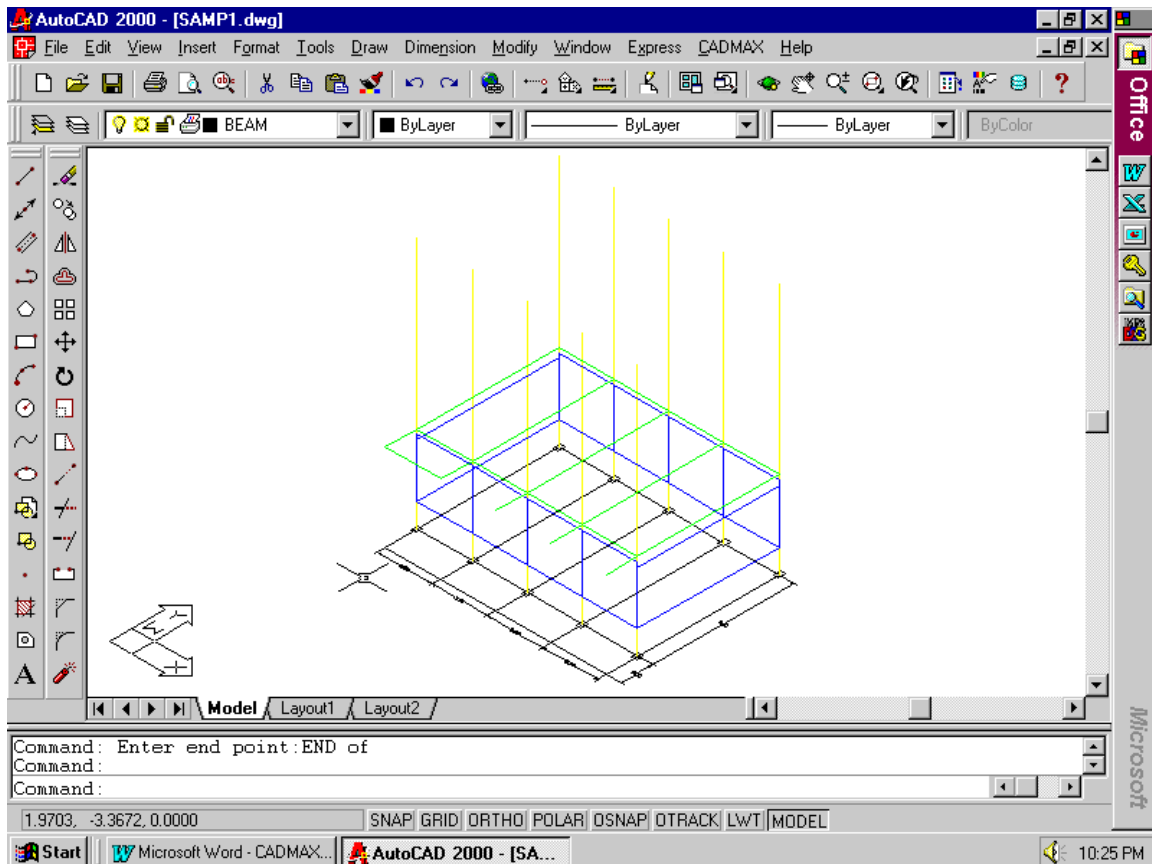 AutoCAD 2000 - [SAMP1.dwg]
File Edit View Insert Format Tools Draw Dimension Modify Window Express CADMAX Help
BEAM ByLayer ByLayer ByLayer ByColor
Office
A
Model Layout1 Layout2
Command: Enter end point:END of
Command:
Command:
1.9703, -3.3672, 0.0000 SNAP GRID ORTHO POLAR OSNAP OTRACK LWT MODEL
Microsoft
Start Microsoft Word - CADMAX... AutoCAD 2000 - [SA... 10:25 PM